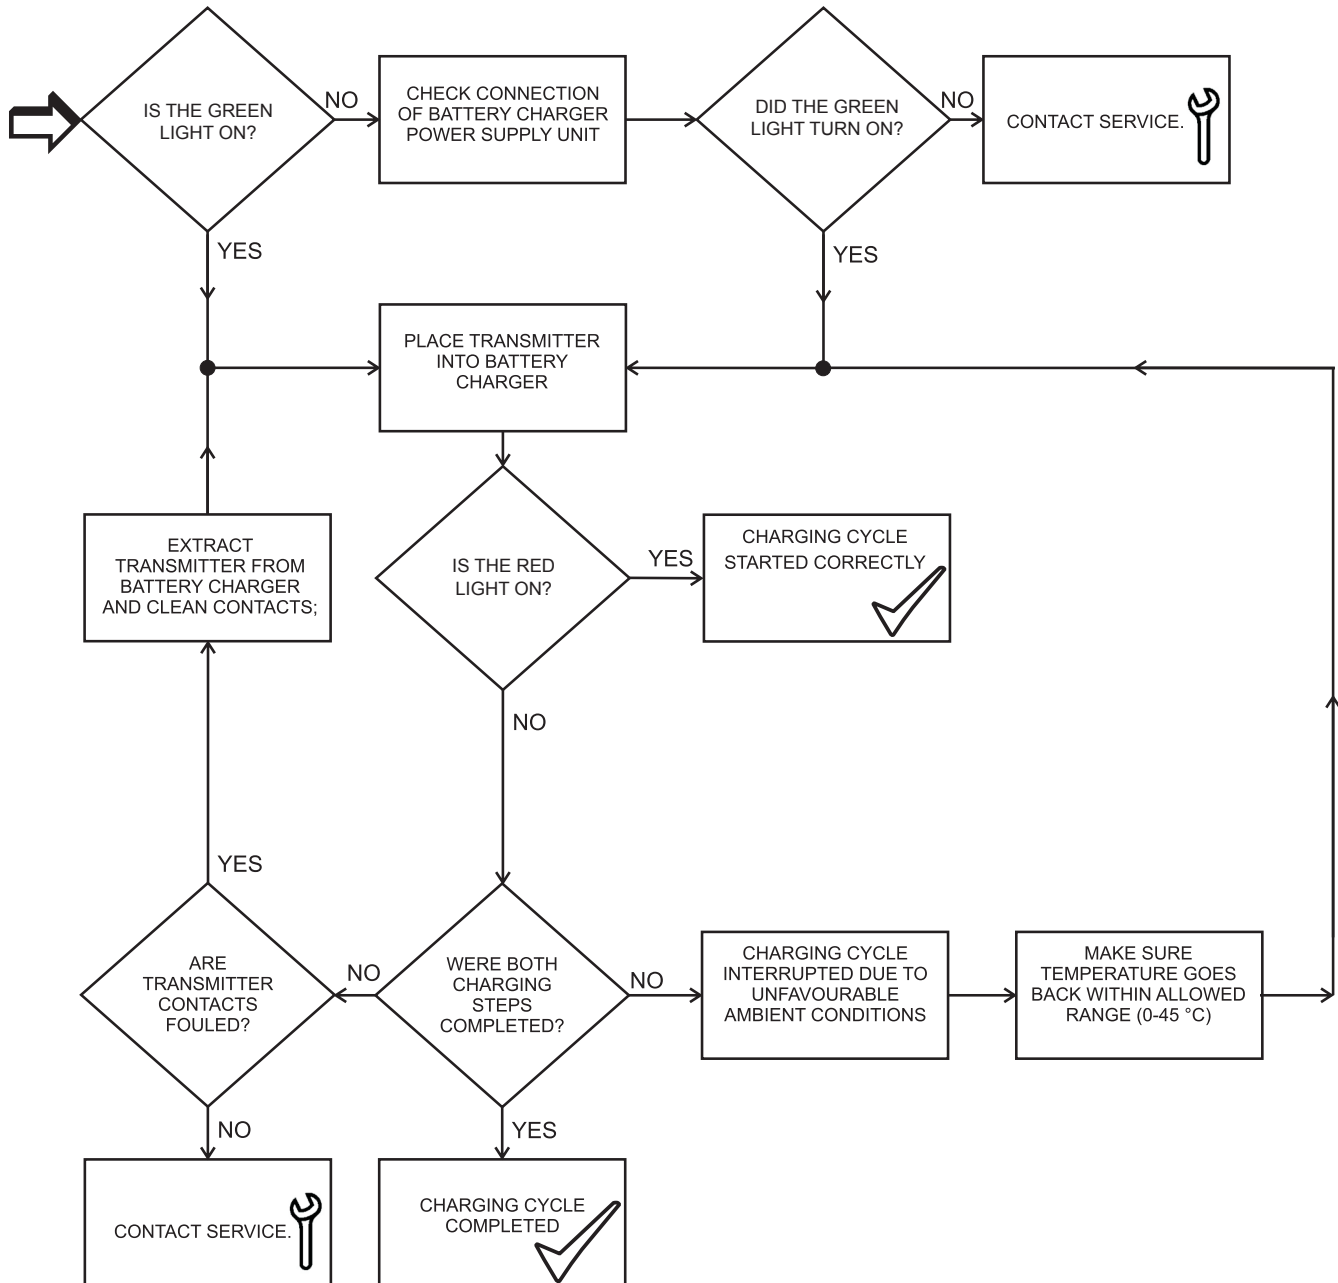 IS THE GREEN
LIGHT ON?
NO
CHECK CONNECTION
OF BATTERY CHARGER
POWER SUPPLY UNIT
DID THE GREEN
LIGHT TURN ON?
NO
CONTACT SERVICE.
YES
YES
PLACE TRANSMITTER
INTO BATTERY
CHARGER
EXTRACT
TRANSMITTER FROM
BATTERY CHARGER
AND CLEAN CONTACTS;
IS THE RED
LIGHT ON?
YES
CHARGING CYCLE
STARTED CORRECTLY
NO
YES
ARE
TRANSMITTER
CONTACTS
FOULED?
NO
WERE BOTH
CHARGING
STEPS
COMPLETED?
NO
CHARGING CYCLE
INTERRUPTED DUE TO
UNFAVOURABLE
AMBIENT CONDITIONS
MAKE SURE
TEMPERATURE GOES
BACK WITHIN ALLOWED
RANGE (0-45 °C)
NO
YES
CONTACT SERVICE.
CHARGING CYCLE
COMPLETED